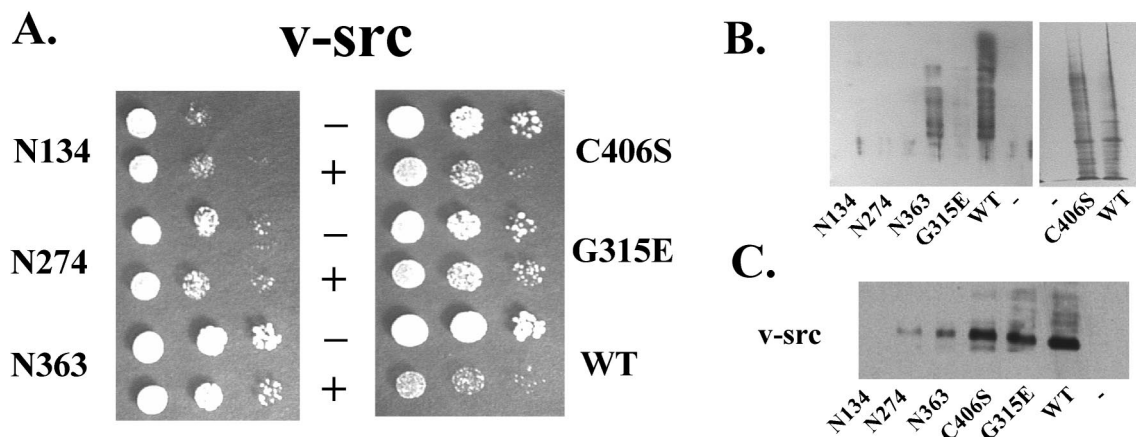 A.
v-src
N134
N274
N363
−
+
−
+
−
+
C406S
G315E
WT
B.
N134
N274
N363
G315E
WT
-
-
C406S
WT
C.
v-src
N134
N274
N363
C406S
G315E
WT
-